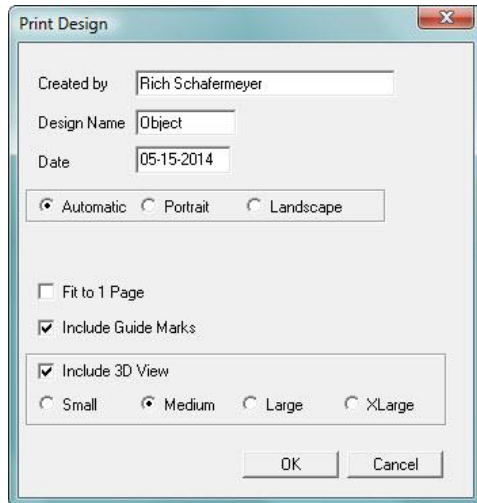 Print Design
Created by Rich Schafermeyer
Design Name Object
Date 05-15-2014
Automatic Portrait Landscape
Fit to 1 Page
Include Guide Marks
Include 3D View
Small Medium Large XLarge
OK Cancel